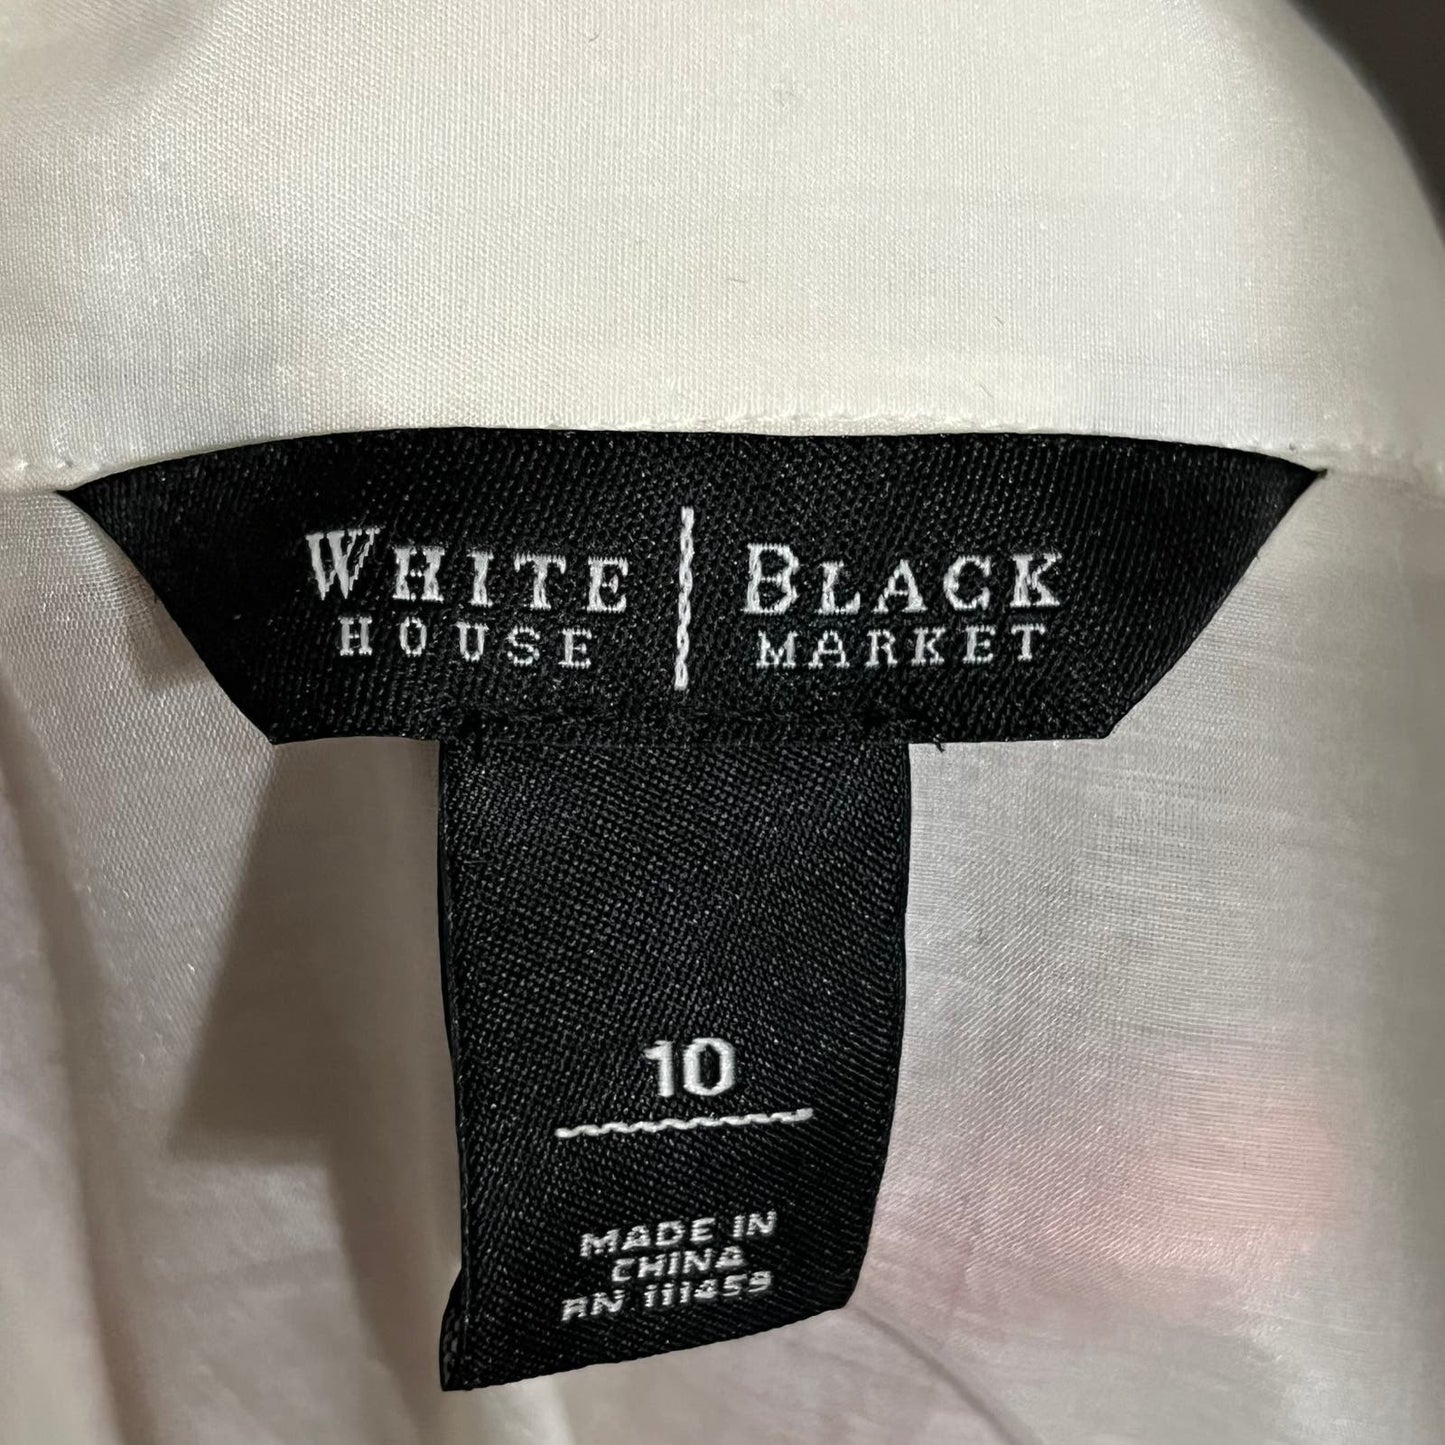 WHITE | BLACK
HOUSE | MARKET
10
MADE IN
CHINA
RN 111459